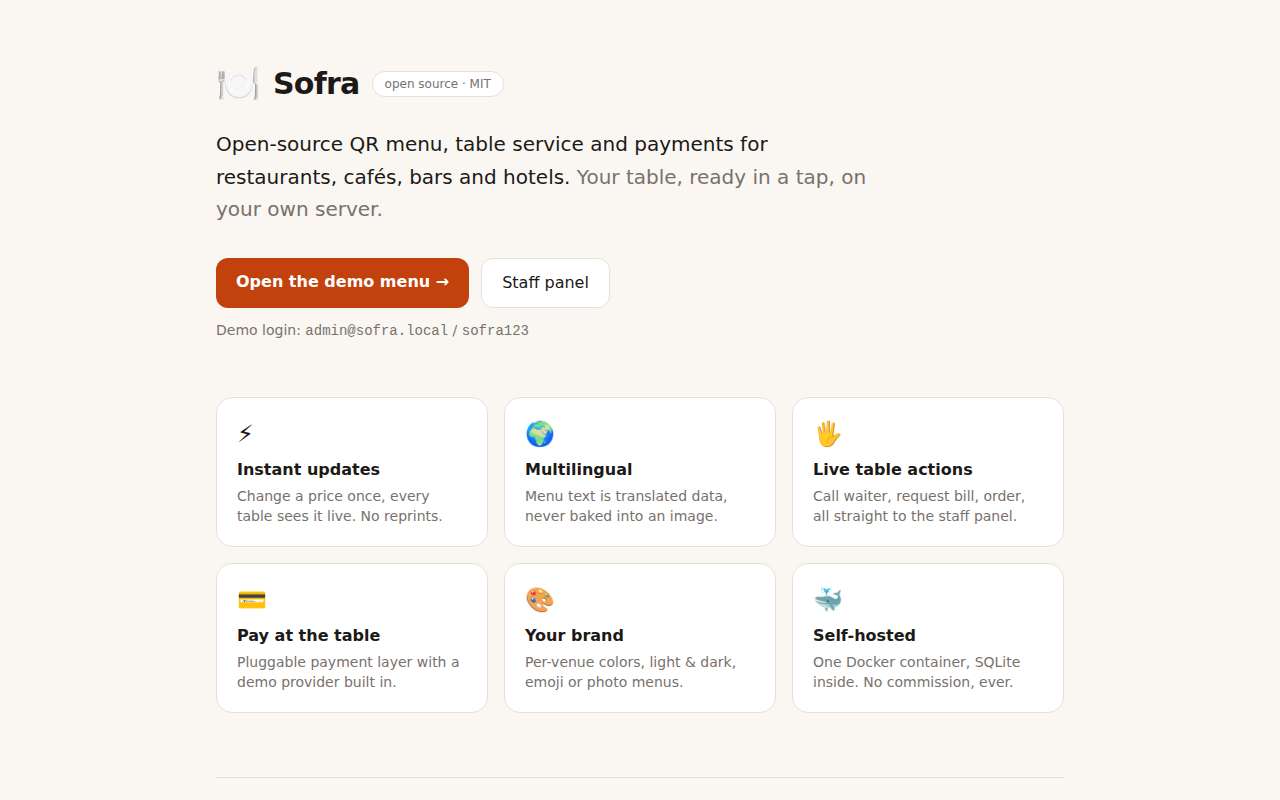 Sofra
open source · MIT
Open-source QR menu, table service and payments for
restaurants, cafés, bars and hotels. Your table, ready in a tap, on
your own server.
Open the demo menu →
Staff panel
Demo login: admin@sofra.local / sofra123
Instant updates
Change a price once, every
table sees it live. No reprints.
Multilingual
Menu text is translated data,
never baked into an image.
Live table actions
Call waiter, request bill, order,
all straight to the staff panel.
Pay at the table
Pluggable payment layer with a
demo provider built in.
Your brand
Per-venue colors, light & dark,
emoji or photo menus.
Self-hosted
One Docker container, SQLite
inside. No commission, ever.